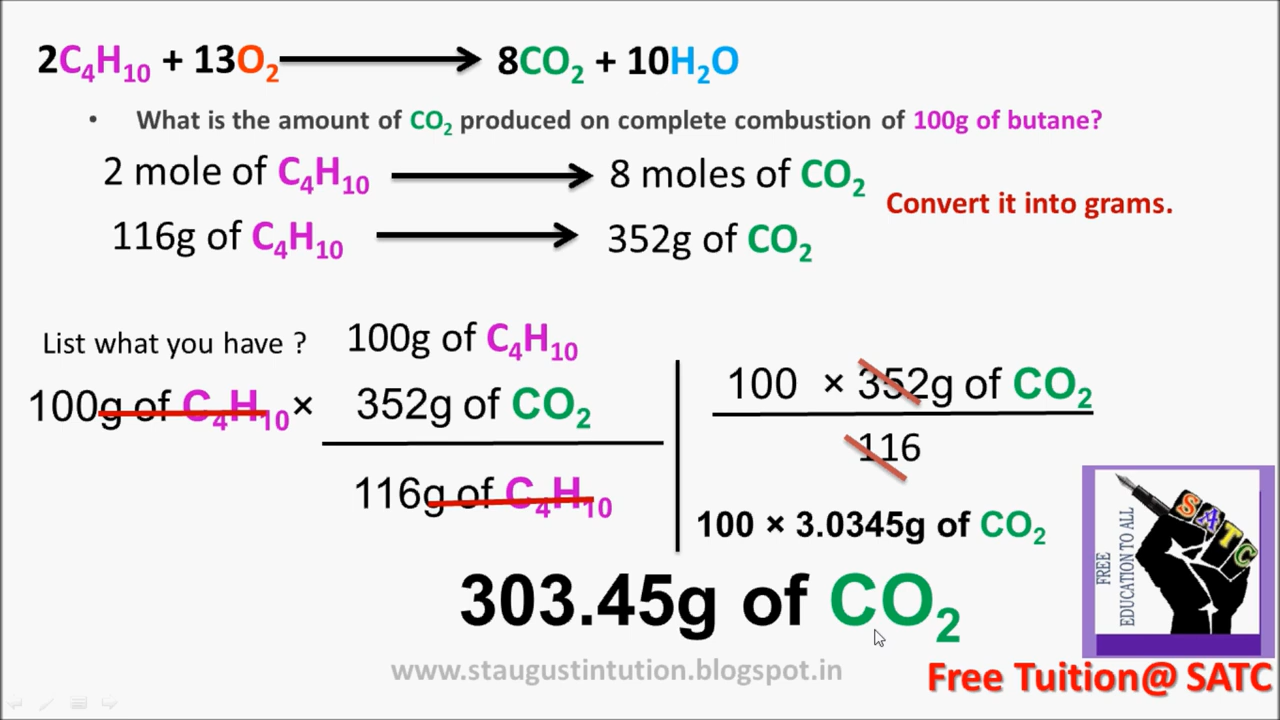 2C₄H₁₀ + 13O₂ ⟶ 8CO₂ + 10H₂O
• What is the amount of CO₂ produced on complete combustion of 100g of butane?
2 mole of C₄H₁₀ ⟶ 8 moles of CO₂
Convert it into grams.
116g of C₄H₁₀ ⟶ 352g of CO₂
List what you have ? 100g of C₄H₁₀
100g of C₄H₁₀ × 352g of CO₂
116g of C₄H₁₀
100 × 352g of CO₂
116
100 × 3.0345g of CO₂
303.45g of CO₂
FREE
EDUCATION TO ALL
SATC
www.staugustintution.blogspot.in
Free Tuition@ SATC